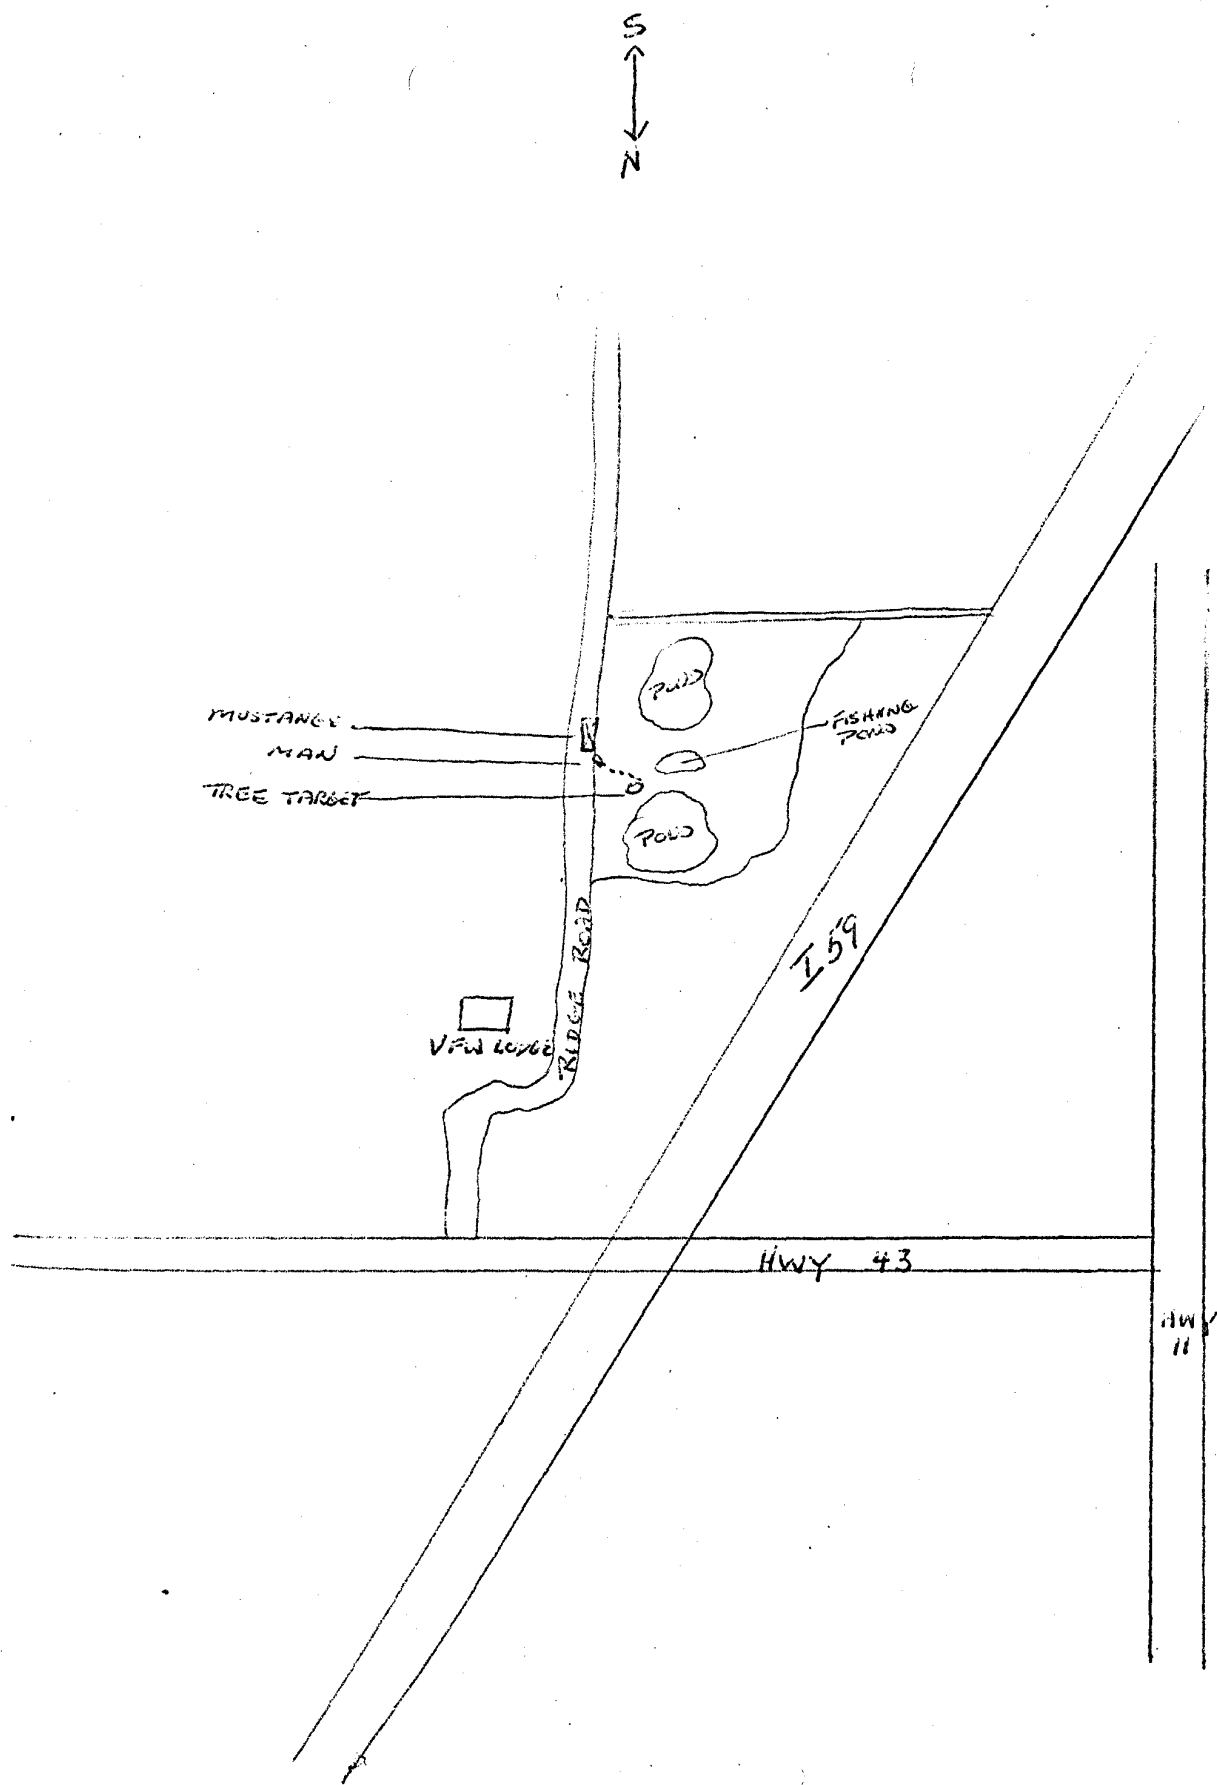 S
N
MUSTANG
MAN
TREE TARGET
POND
FISHING
POND
POND
RIDGE ROAD
I 59
VFW LODGE
HWY 43
HWY
11